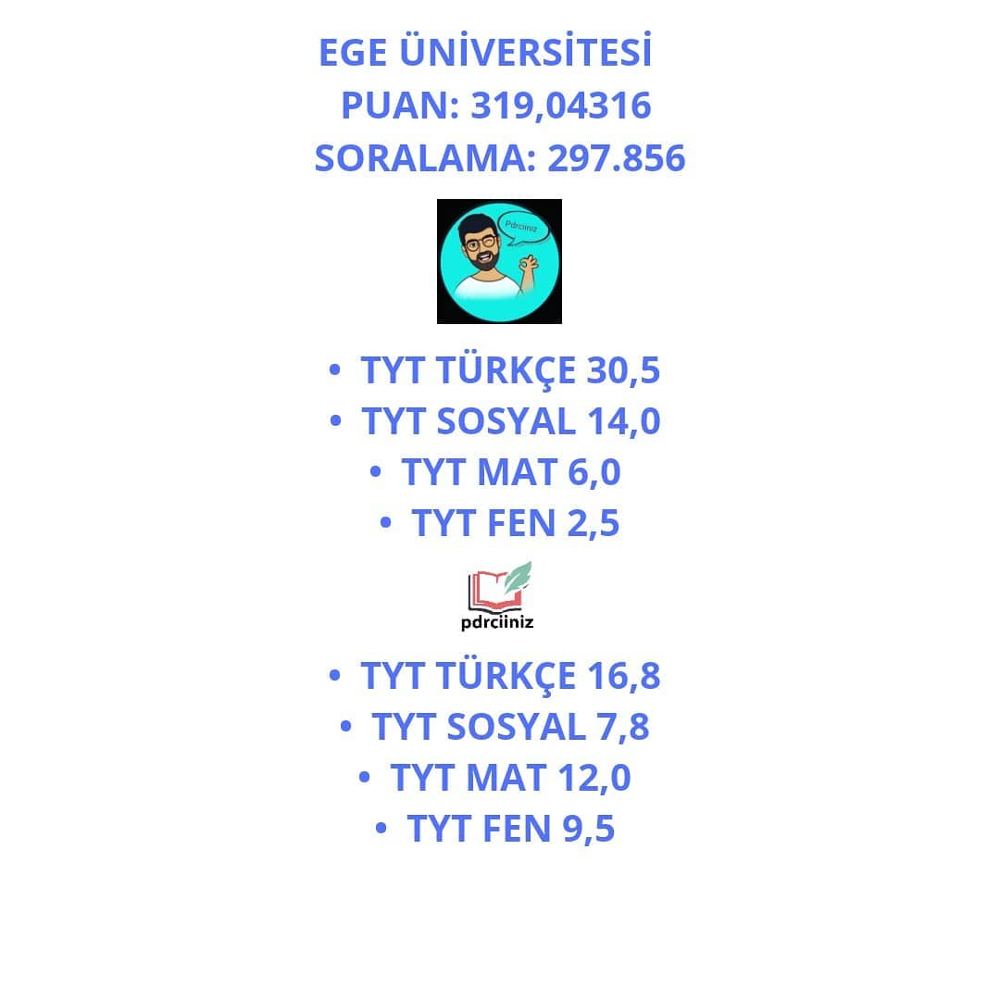 EGE ÜNİVERSİTESİ
PUAN: 319,04316
SORALAMA: 297.856
Pdrciiniz
• TYT TÜRKÇE 30,5
• TYT SOSYAL 14,0
• TYT MAT 6,0
• TYT FEN 2,5
pdrciiniz
• TYT TÜRKÇE 16,8
• TYT SOSYAL 7,8
• TYT MAT 12,0
• TYT FEN 9,5